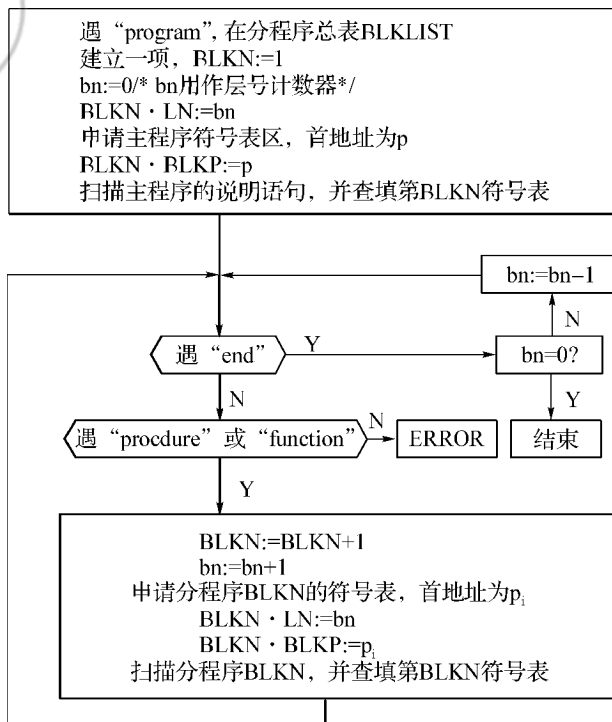 遇 “program”, 在分程序总表BLKLIST
建立一项，BLKN:=1
bn:=0/* bn用作层号计数器*/
BLKN · LN:=bn
申请主程序符号表区，首地址为p
BLKN · BLKP:=p
扫描主程序的说明语句，并查填第BLKN符号表
bn:=bn−1
N
遇 “end”
Y
bn=0?
N
Y
遇 “procdure” 或 “function”
N
ERROR
结束
Y
BLKN:=BLKN+1
bn:=bn+1
申请分程序BLKN的符号表，首地址为pi
BLKN · LN:=bn
BLKN · BLKP:=pi
扫描分程序BLKN，并查填第BLKN符号表